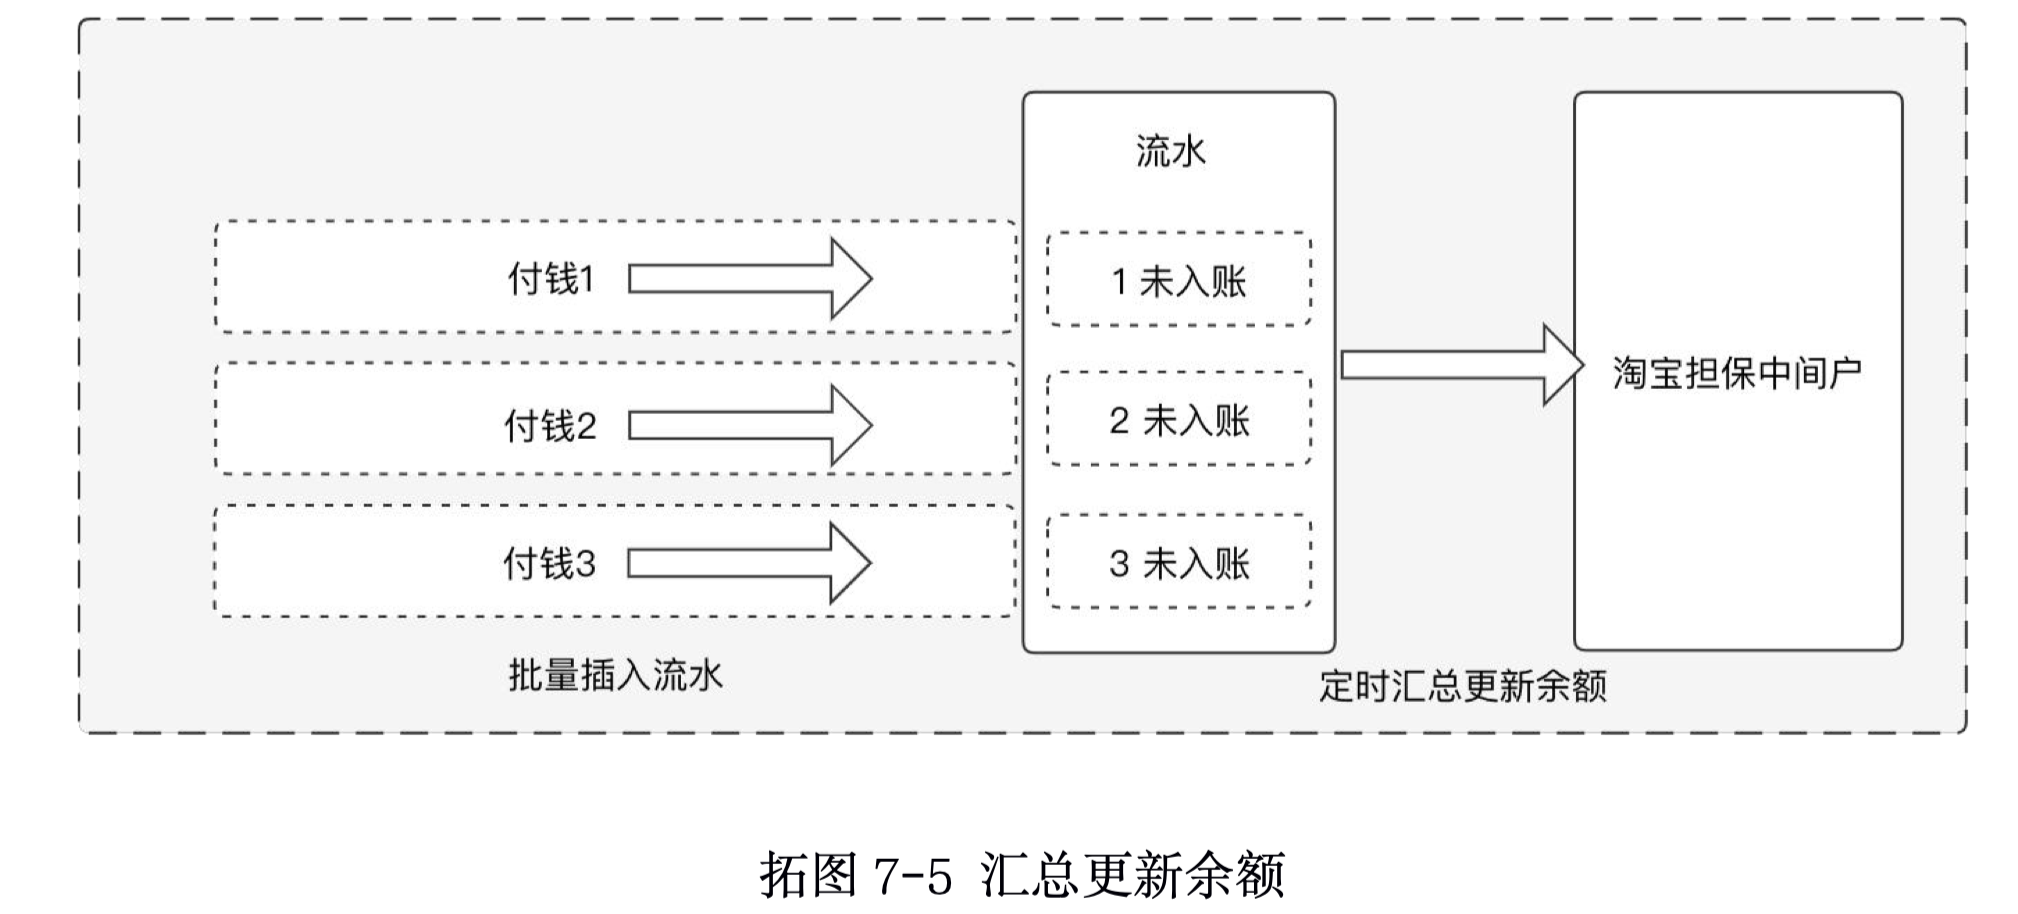 流水
付钱1
1 未入账
付钱2
2 未入账
淘宝担保中间户
付钱3
3 未入账
批量插入流水
定时汇总更新余额
拓图 7-5 汇总更新余额